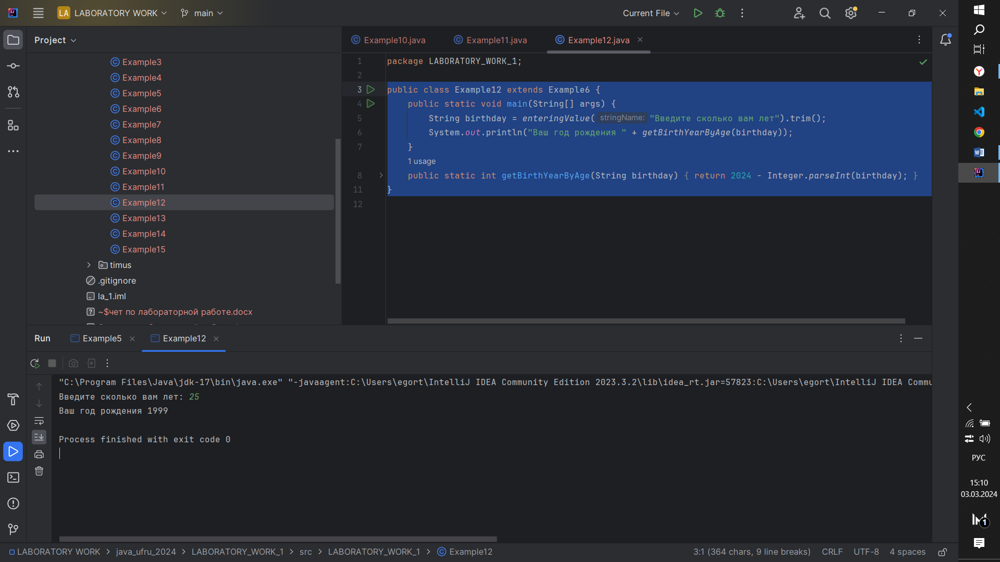 LA LABORATORY WORK main Current File
Project
Example10.java Example11.java Example12.java
Example3
Example4
Example5
Example6
Example7
Example8
Example9
Example10
Example11
Example12
Example13
Example14
Example15
timus
.gitignore
la_1.iml
~$чет по лабораторной работе.docx
1 package LABORATORY_WORK_1;
2
3 public class Example12 extends Example6 {
4 public static void main(String[] args) {
5 String birthday = enteringValue( stringName: "Введите сколько вам лет").trim();
6 System.out.println("Ваш год рождения " + getBirthYearByAge(birthday));
7 }
1 usage
8 public static int getBirthYearByAge(String birthday) { return 2024 - Integer.parseInt(birthday); }
11 }
12
Run Example5 Example12
"C:\Program Files\Java\jdk-17\bin\java.exe" "-javaagent:C:\Users\egort\IntelliJ IDEA Community Edition 2023.3.2\lib\idea_rt.jar=57823:C:\Users\egort\IntelliJ IDEA Commu
Введите сколько вам лет: 25
Ваш год рождения 1999
Process finished with exit code 0
LABORATORY WORK > java_ufru_2024 > LABORATORY_WORK_1 > src > LABORATORY_WORK_1 > Example12
3:1 (364 chars, 9 line breaks) CRLF UTF-8 4 spaces
РУС
15:10
03.03.2024
1